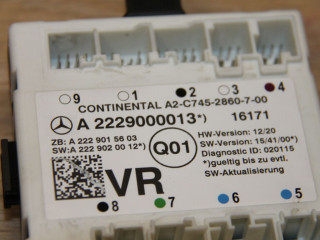 9 1 2 3 4
CONTINENTAL A2-C745-2860-7-00
A 2229000013*) 16171
ZB: A 222 901 56 03
SW: A 222 902 00 12*)
Q01
HW-Version: 12/20
SW-Version: 15/41/00*)
Diagnostic ID: 020115
*)gueltig bis zu evtl.
SW-Aktualisierung
VR
8 7 6 5